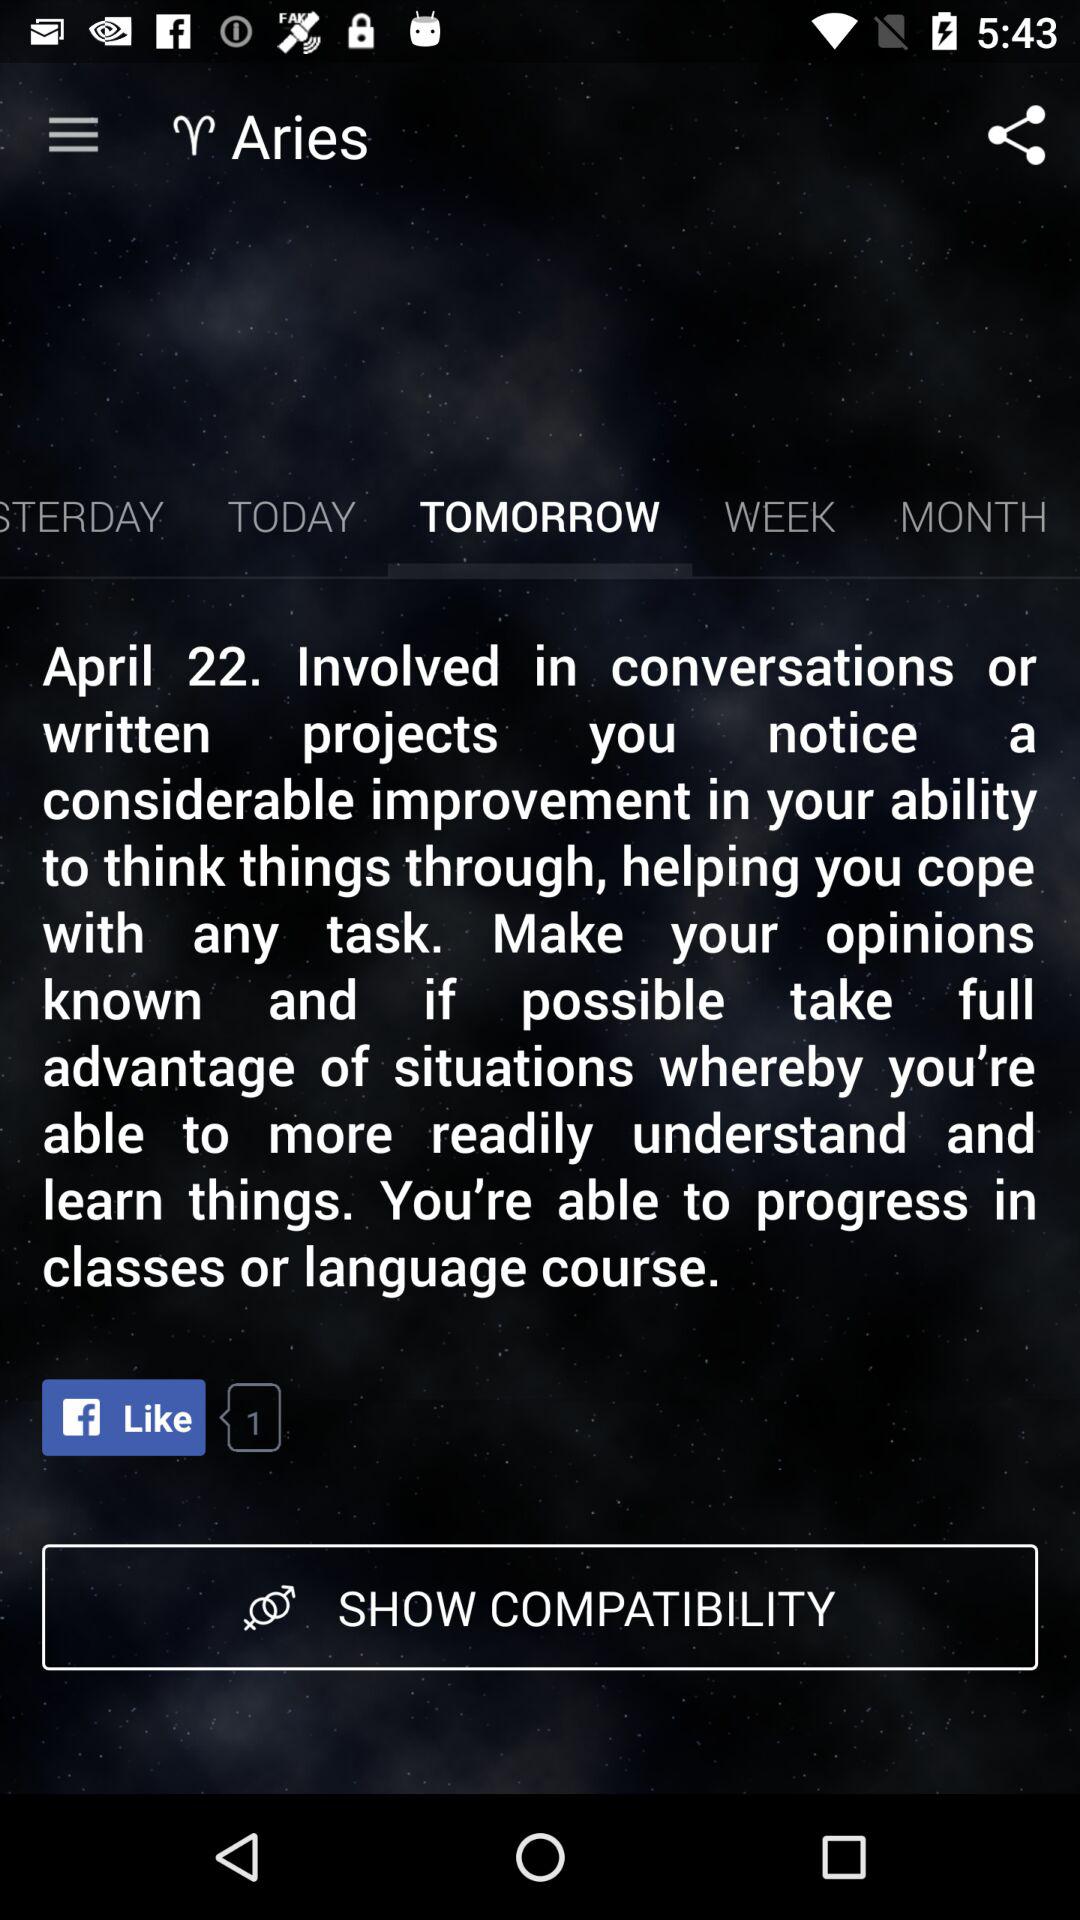 FAKE
5:43
♈ Aries
STERDAY TODAY TOMORROW WEEK MONTH
April 22. Involved in conversations or
written projects you notice a
considerable improvement in your ability
to think things through, helping you cope
with any task. Make your opinions
known and if possible take full
advantage of situations whereby you’re
able to more readily understand and
learn things. You’re able to progress in
classes or language course.
Like 1
SHOW COMPATIBILITY